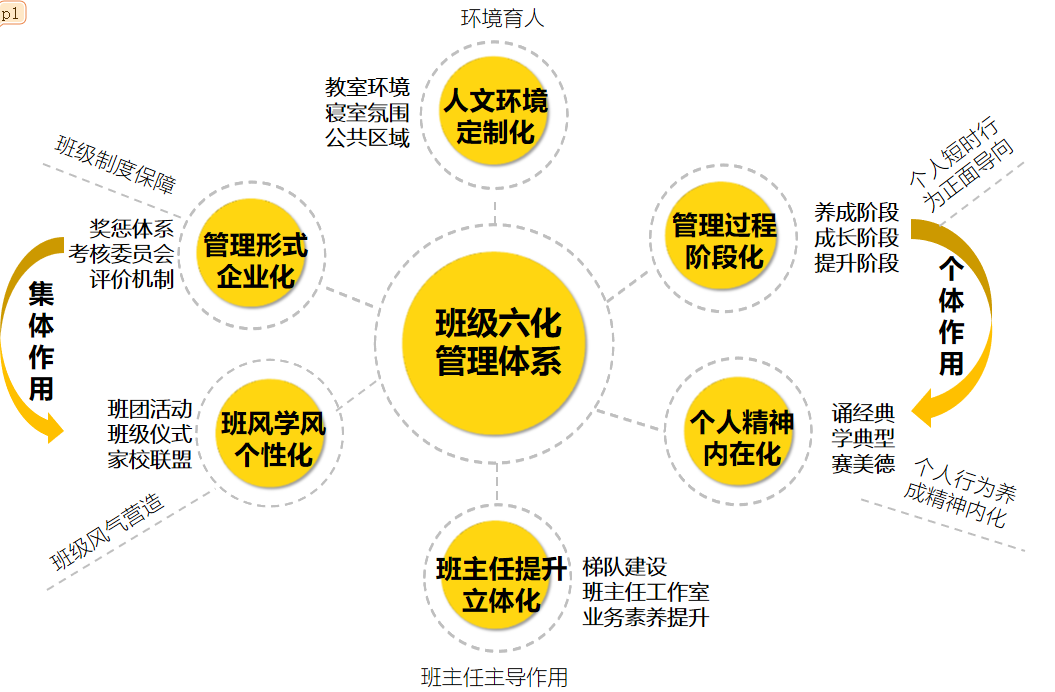 p1
环境育人
教室环境
寝室氛围
公共区域
人文环境
定制化
班级制度保障
奖惩体系
考核委员会
评价机制
管理形式
企业化
管理过程
阶段化
养成阶段
成长阶段
提升阶段
个人短时行
为正面导向
集体作用
班级六化
管理体系
个体作用
班团活动
班级仪式
家校联盟
班风学风
个性化
班级风气营造
个人精神
内在化
诵经典
学典型
赛美德
个人行为养
成精神内化
班主任提升
立体化
梯队建设
班主任工作室
业务素养提升
班主任主导作用